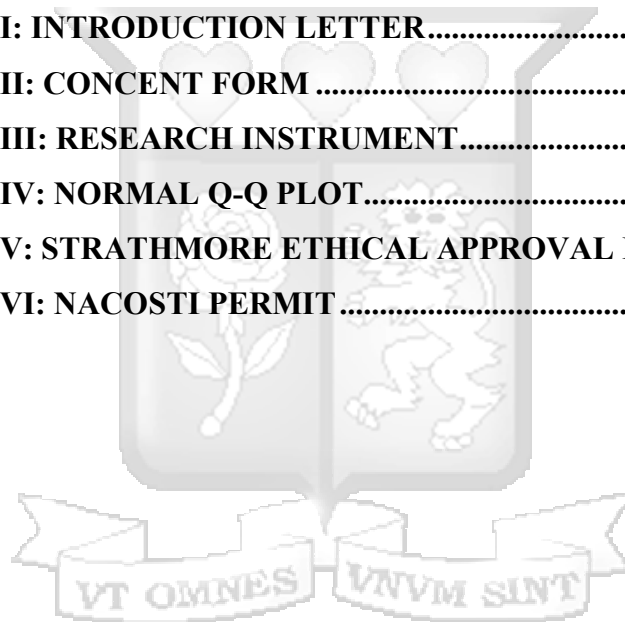 I: INTRODUCTION LETTER.........................
II: CONCENT FORM .......................................
III: RESEARCH INSTRUMENT.....................
IV: NORMAL Q-Q PLOT.................................
V: STRATHMORE ETHICAL APPROVAL
VI: NACOSTI PERMIT ....................................
VT OMNES VNVM SINT